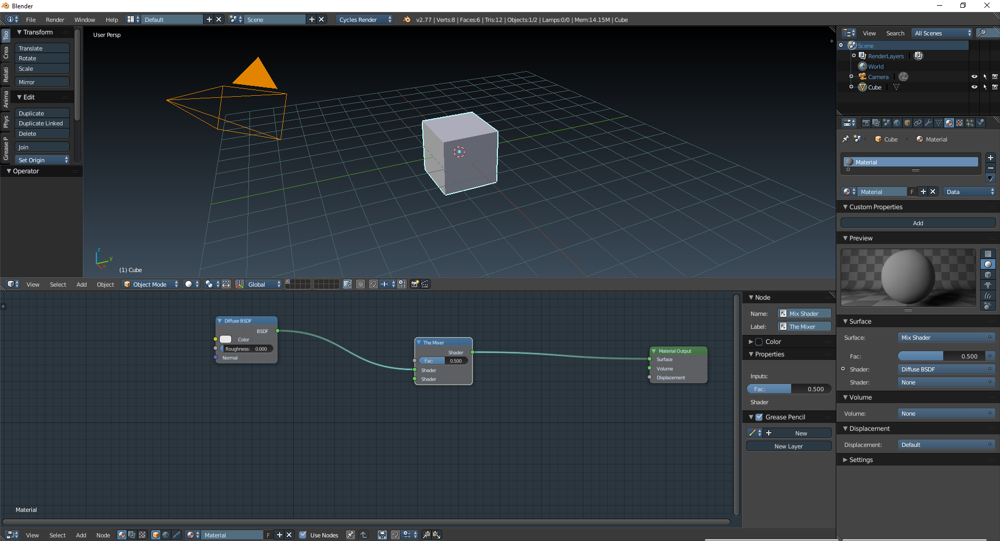 Blender
File Render Window Help Default Scene Cycles Render v2.77 | Verts:8 | Faces:6 | Tris:12 | Objects:1/2 | Lamps:0/0 | Mem:14.15M | Cube
Too
Crea
Relati
Anima
Phys
Grease P
Transform
Translate
Rotate
Scale
Mirror
Edit
Duplicate
Duplicate Linked
Delete
Join
Set Origin
Operator
User Persp
z
y
x
(1) Cube
View Select Add Object Object Mode Global
View Search All Scenes
Scene
RenderLayers
World
Camera
Cube
Cube Material
Material
Material F Data
Custom Properties
Add
Preview
Surface
Surface: Mix Shader
Fac: 0.500
Shader: Diffuse BSDF
Shader: None
Volume
Volume: None
Displacement
Displacement: Default
Settings
Diffuse BSDF
BSDF
Color
Roughness: 0.000
Normal
The Mixer
Shader
Fac: 0.500
Shader
Shader
Material Output
Surface
Volume
Displacement
Node
Name: Mix Shader
Label: The Mixer
Color
Properties
Inputs:
Fac: 0.500
Shader
Grease Pencil
New
New Layer
Material
View Select Add Node Material F Use Nodes